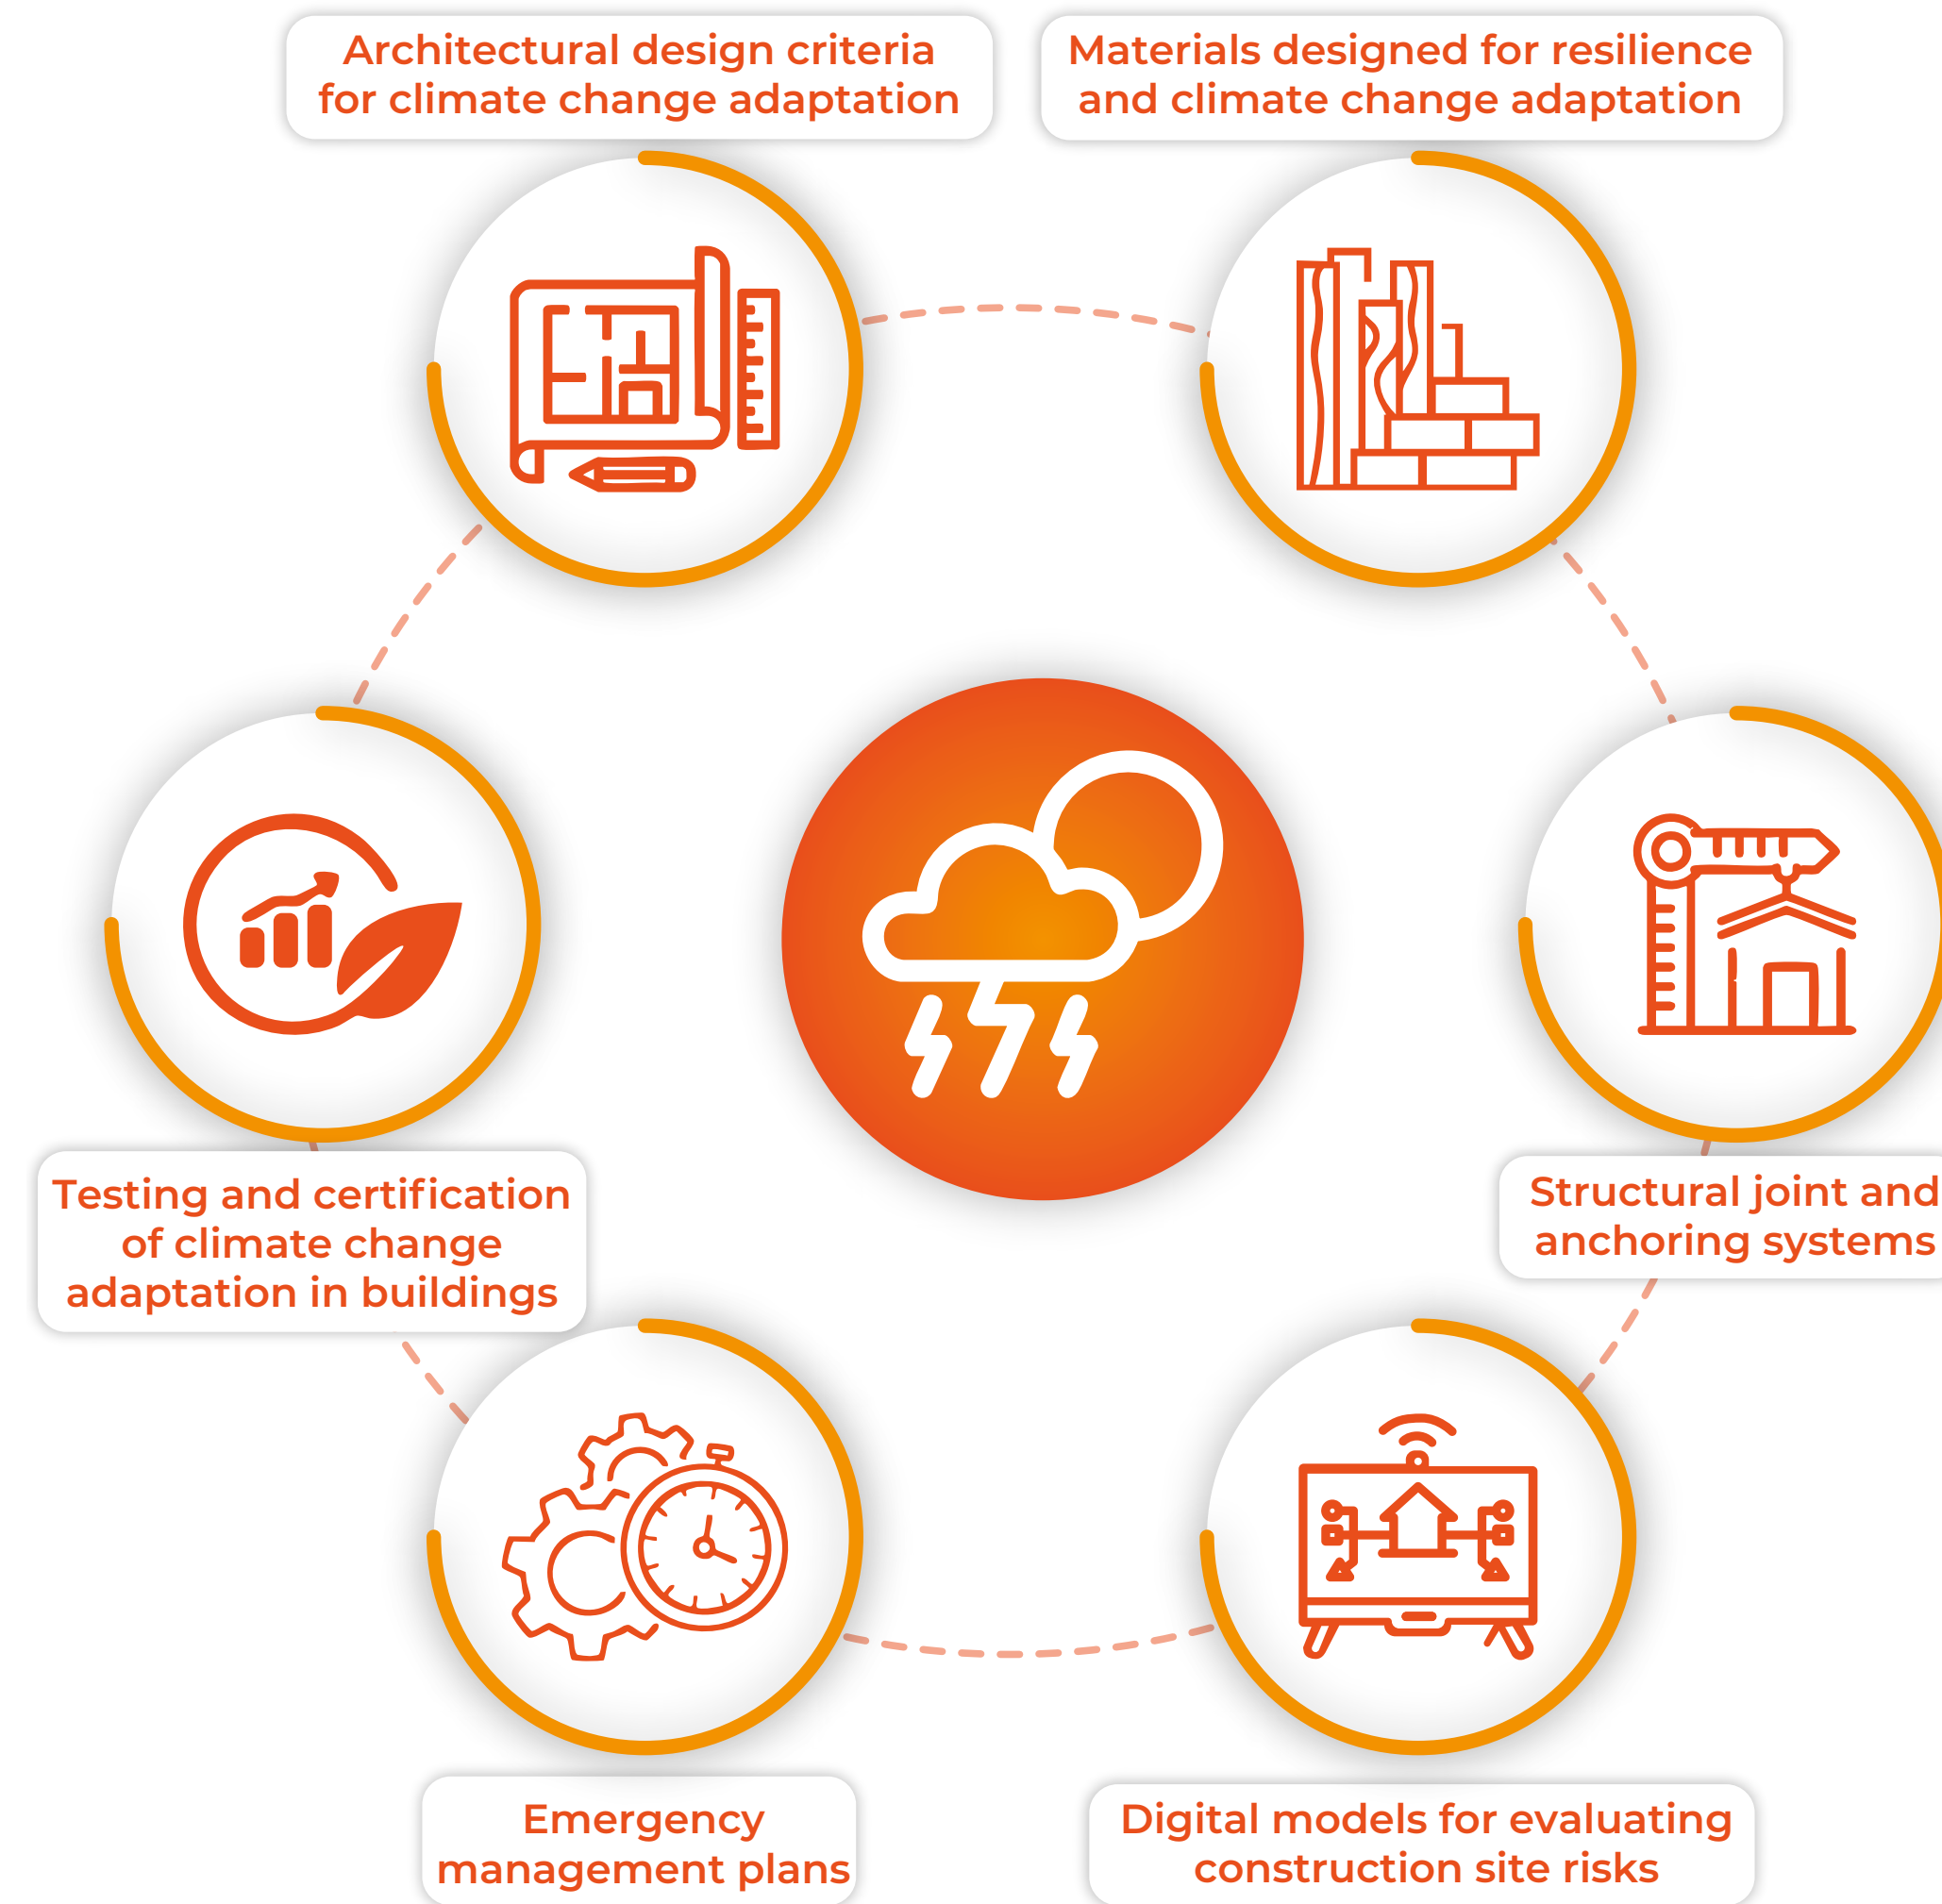 Architectural design criteria
for climate change adaptation
Materials designed for resilience
and climate change adaptation
Testing and certification
of climate change
adaptation in buildings
Structural joint and
anchoring systems
Emergency
management plans
Digital models for evaluating
construction site risks